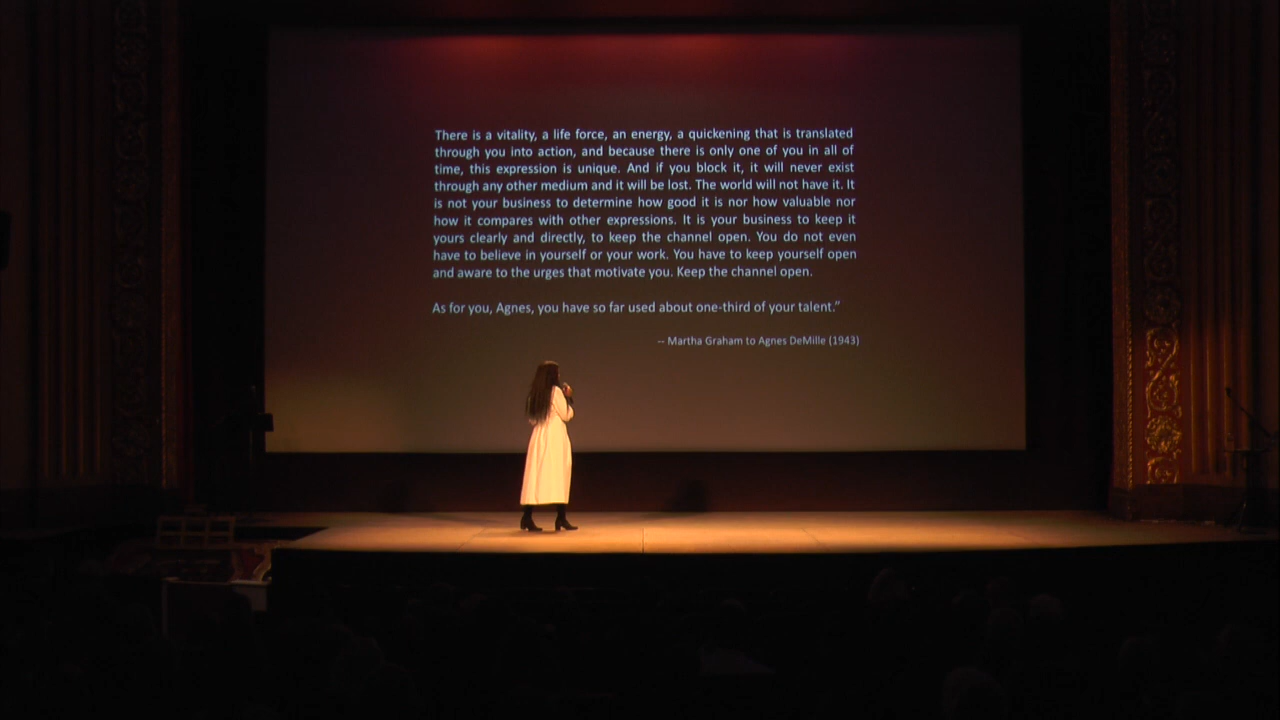 There is a vitality, a life force, an energy, a quickening that is translated
through you into action, and because there is only one of you in all of
time, this expression is unique. And if you block it, it will never exist
through any other medium and it will be lost. The world will not have it. It
is not your business to determine how good it is nor how valuable nor
how it compares with other expressions. It is your business to keep it
yours clearly and directly, to keep the channel open. You do not even
have to believe in yourself or your work. You have to keep yourself open
and aware to the urges that motivate you. Keep the channel open.
As for you, Agnes, you have so far used about one-third of your talent.”
-- Martha Graham to Agnes DeMille (1943)